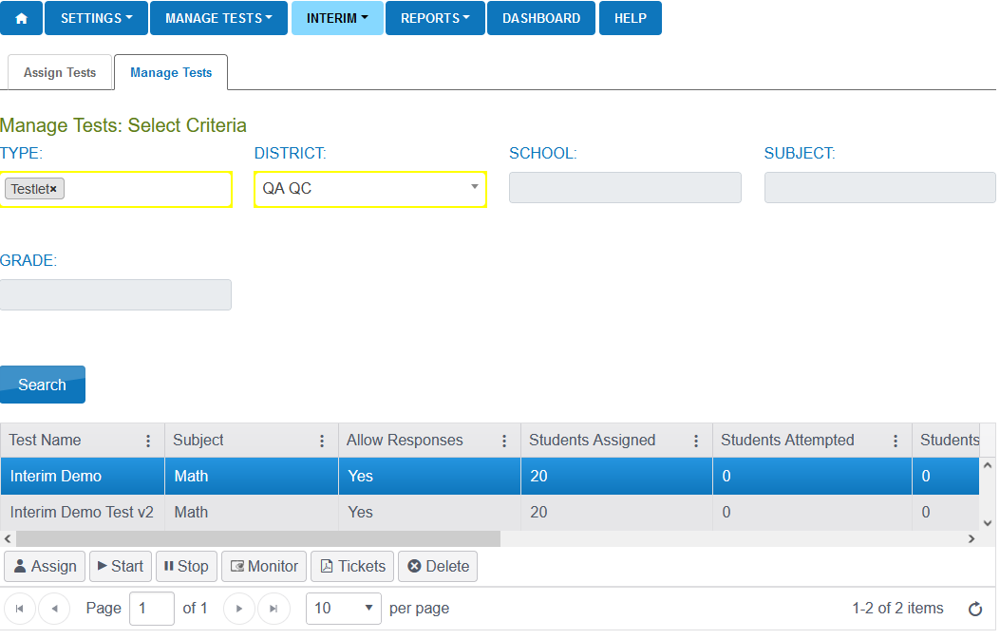 SETTINGS MANAGE TESTS INTERIM REPORTS DASHBOARD HELP
Assign Tests Manage Tests
Manage Tests: Select Criteria
TYPE: DISTRICT: SCHOOL: SUBJECT:
Testlet× QA QC
GRADE:
Search
Test Name Subject Allow Responses Students Assigned Students Attempted Students
Interim Demo Math Yes 20 0 0
Interim Demo Test v2 Math Yes 20 0 0
Assign Start Stop Monitor Tickets Delete
Page 1 of 1 10 per page 1-2 of 2 items